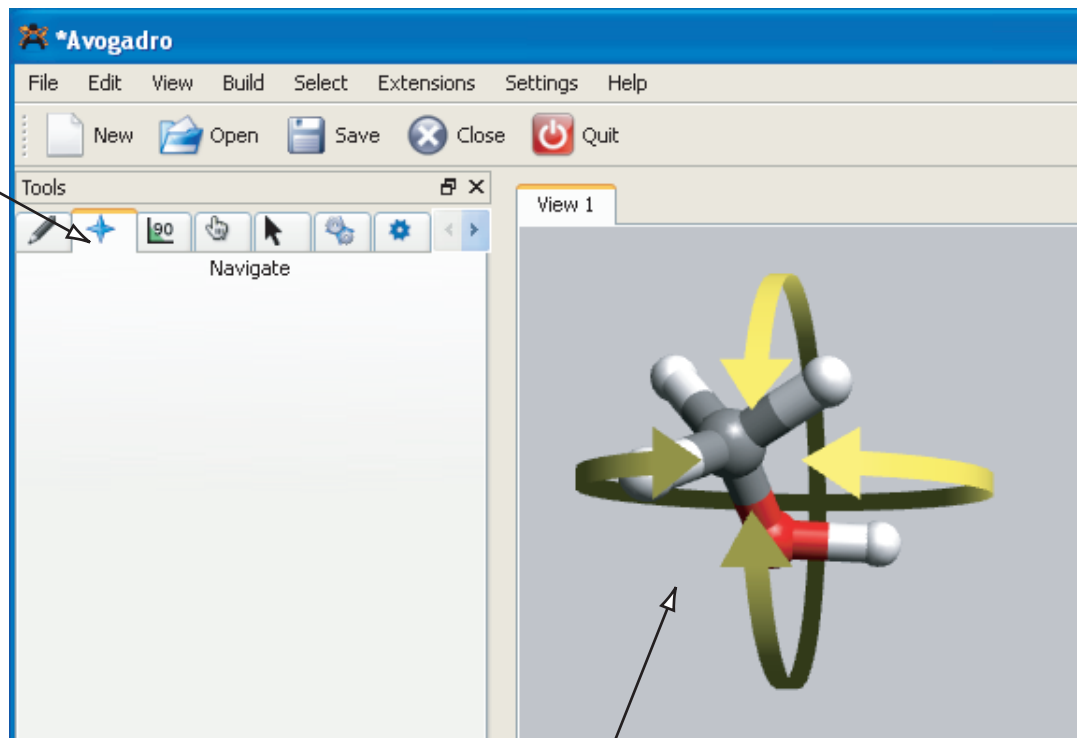 *Avogadro
File Edit View Build Select Extensions Settings Help
New Open Save Close Quit
Tools
View 1
90
Navigate